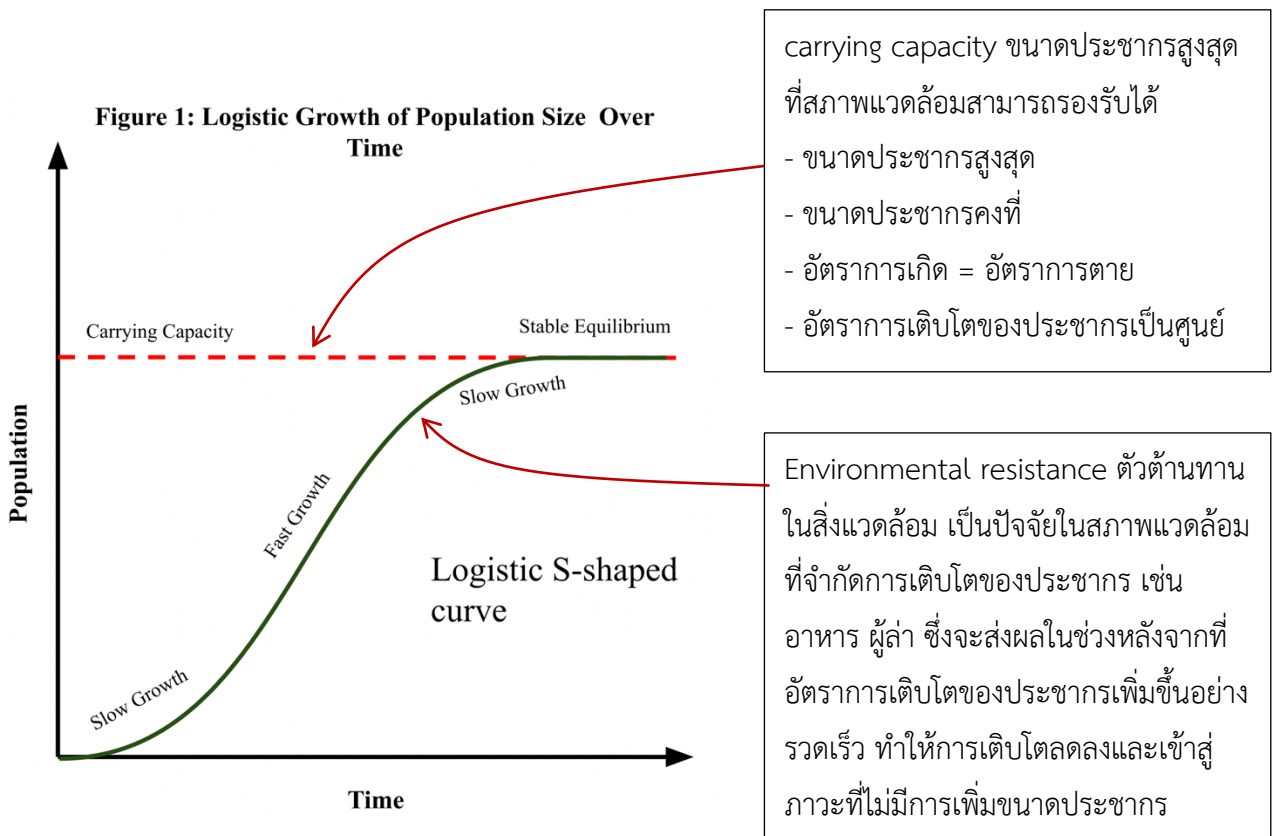 Figure 1: Logistic Growth of Population Size Over
Time
Carrying Capacity
Stable Equilibrium
Slow Growth
Fast Growth
Slow Growth
Logistic S-shaped
curve
Population
Time
carrying capacity ขนาดประชากรสูงสุด
ที่สภาพแวดล้อมสามารถรองรับได้
- ขนาดประชากรสูงสุด
- ขนาดประชากรคงที่
- อัตราการเกิด = อัตราการตาย
- อัตราการเติบโตของประชากรเป็นศูนย์
Environmental resistance ตัวต้านทาน
ในสิ่งแวดล้อม เป็นปัจจัยในสภาพแวดล้อม
ที่จำกัดการเติบโตของประชากร เช่น
อาหาร ผู้ล่า ซึ่งจะส่งผลในช่วงหลังจากที่
อัตราการเติบโตของประชากรเพิ่มขึ้นอย่าง
รวดเร็ว ทำให้การเติบโตลดลงและเข้าสู่
ภาวะที่ไม่มีการเพิ่มขนาดประชากร